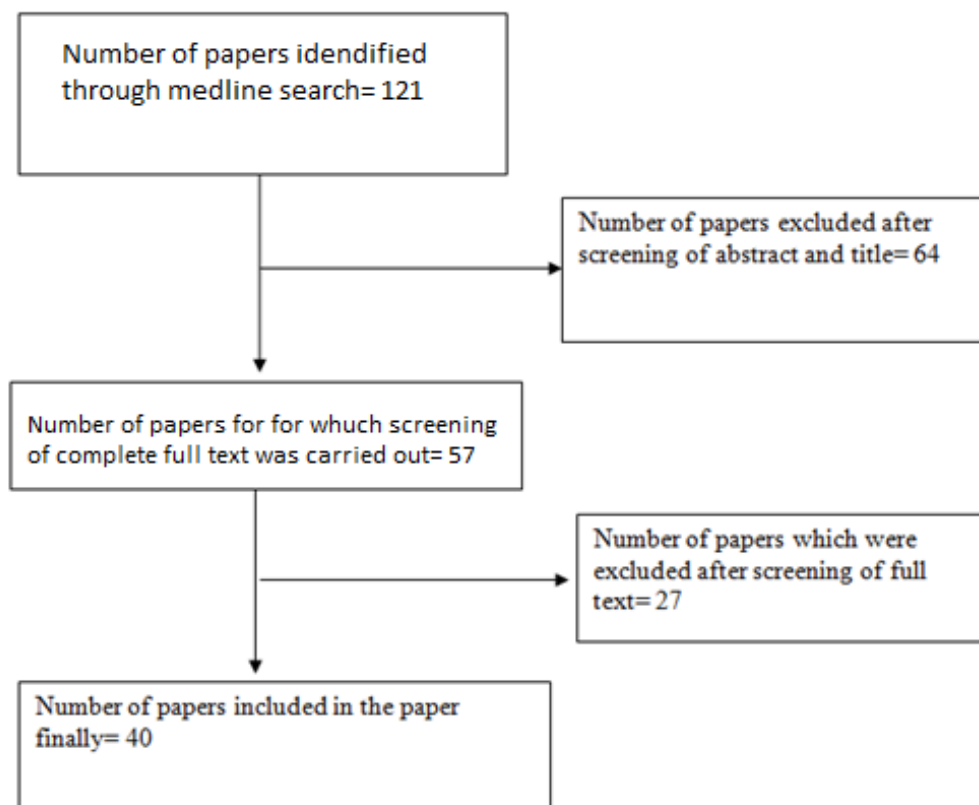 Number of papers idendified
through medline search= 121
Number of papers excluded after
screening of abstract and title= 64
Number of papers for for whuch screening
of complete full text was carried out= 57
Number of papers which were
excluded after screening of full
text= 27
Number of papers included in the paper
finally= 40